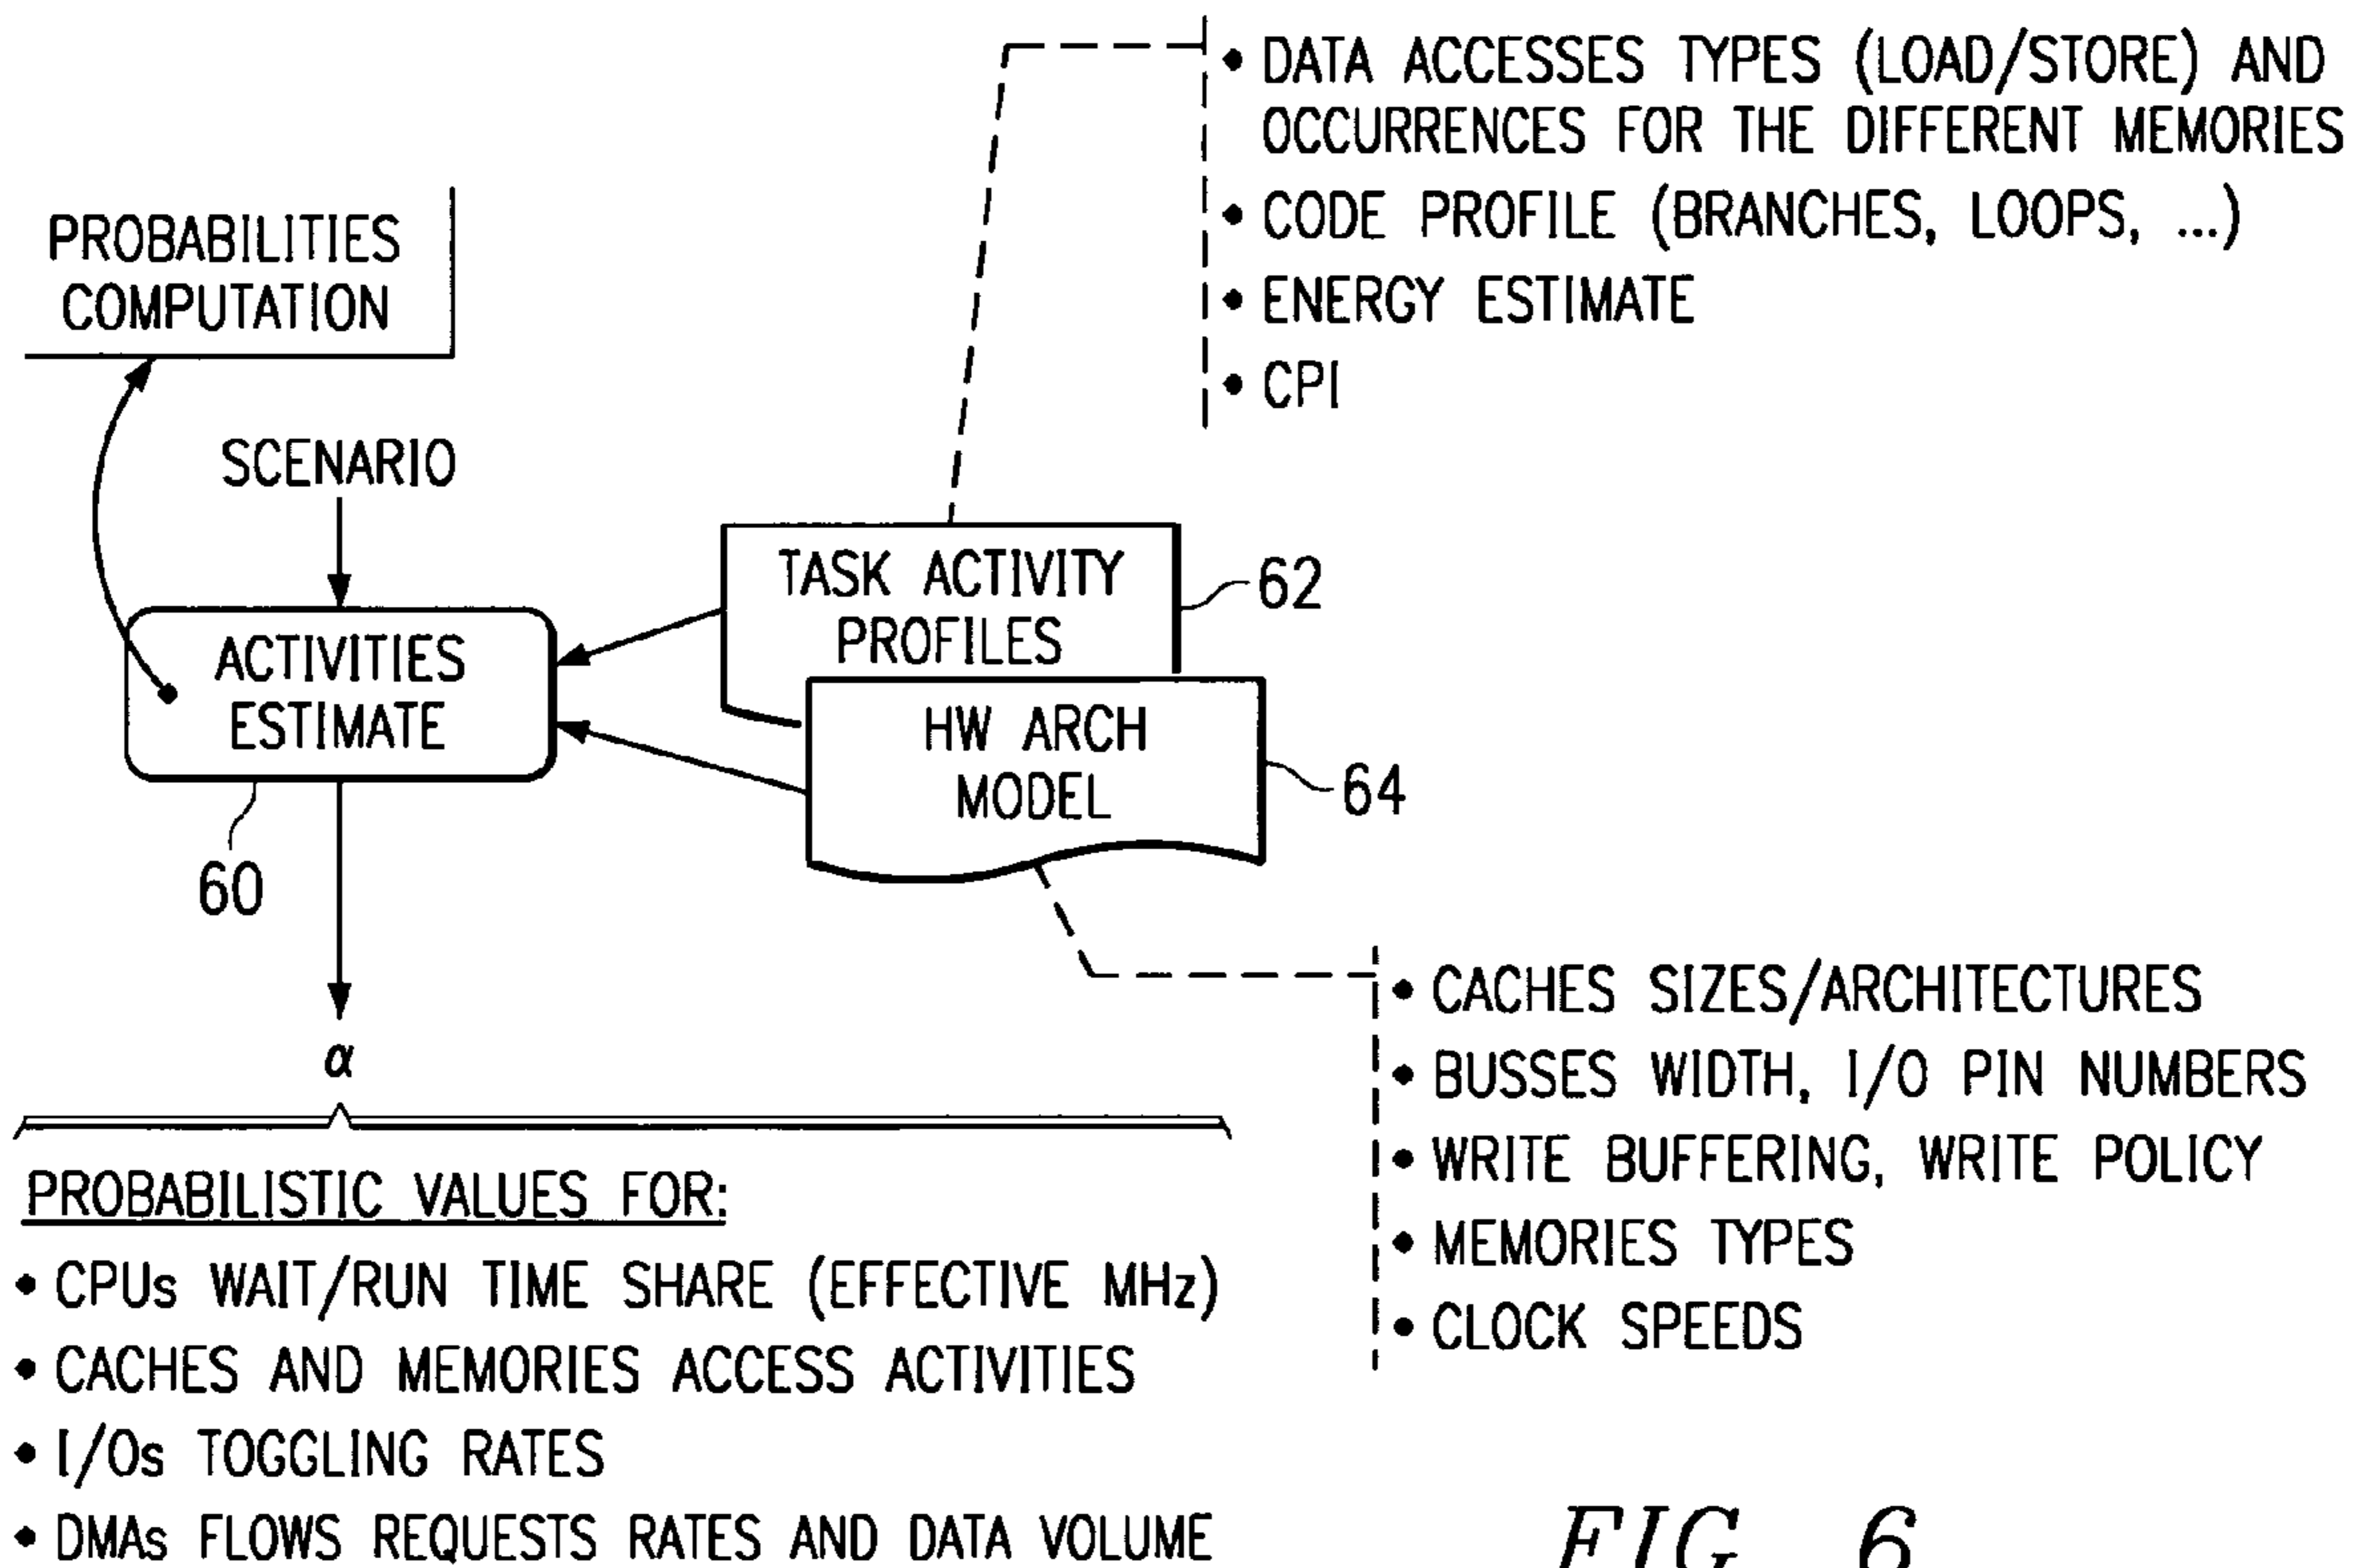 • DATA ACCESSES TYPES (LOAD/STORE) AND
OCCURRENCES FOR THE DIFFERENT MEMORIES
• CODE PROFILE (BRANCHES, LOOPS, ...)
• ENERGY ESTIMATE
• CPI
PROBABILITIES
COMPUTATION
SCENARIO
TASK ACTIVITY
PROFILES
62
ACTIVITIES
ESTIMATE
60
HW ARCH
MODEL
64
α
• CACHES SIZES/ARCHITECTURES
• BUSSES WIDTH, I/O PIN NUMBERS
• WRITE BUFFERING, WRITE POLICY
• MEMORIES TYPES
• CLOCK SPEEDS
PROBABILISTIC VALUES FOR:
• CPUs WAIT/RUN TIME SHARE (EFFECTIVE MHz)
• CACHES AND MEMORIES ACCESS ACTIVITIES
• I/Os TOGGLING RATES
• DMAs FLOWS REQUESTS RATES AND DATA VOLUME
FIG. 6